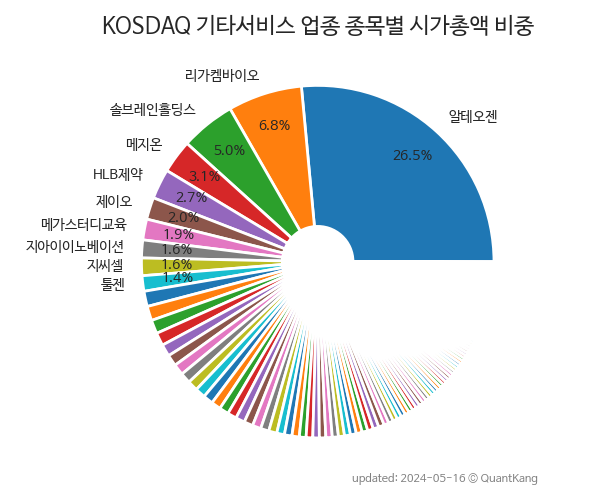 KOSDAQ 기타서비스 업종 종목별 시가총액 비중
리가켐바이오
알테오젠
솔브레인홀딩스
6.8%
26.5%
메지온
5.0%
HLB제약
3.1%
제이오
2.7%
메가스터디교육
2.0%
지아이이노베이션
1.9%
지씨셀
1.6%
툴젠
1.6%
1.4%
updated: 2024-05-16 © QuantKang